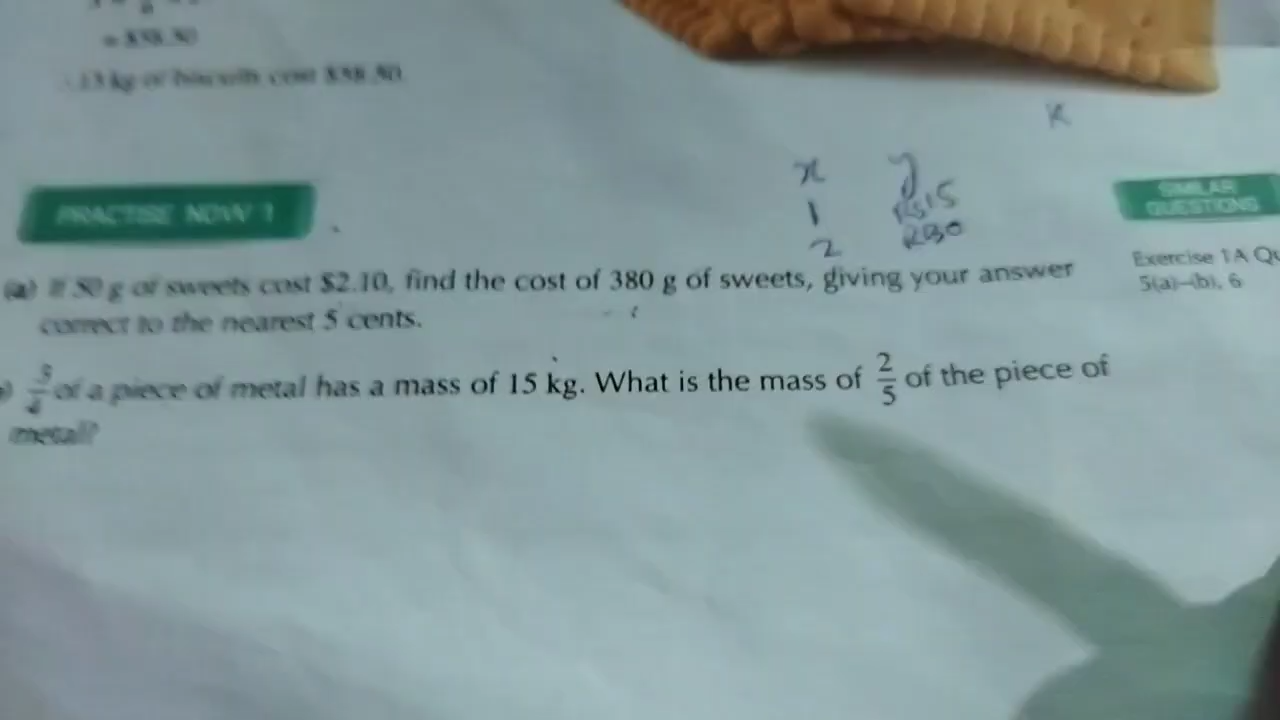 = $58.50
13 kg of biscuits cost $58.50
K
x y
1 Rs15
2
PRACTISE NOW 1
SIMILAR
QUESTIONS
(a) If 50 g of sweets cost $2.10, find the cost of 380 g of sweets, giving your answer
correct to the nearest 5 cents.
Exercise 1A Qu
5(a)–(b), 6
of a piece of metal has a mass of 15 kg. What is the mass of 2/5 of the piece of
metal?